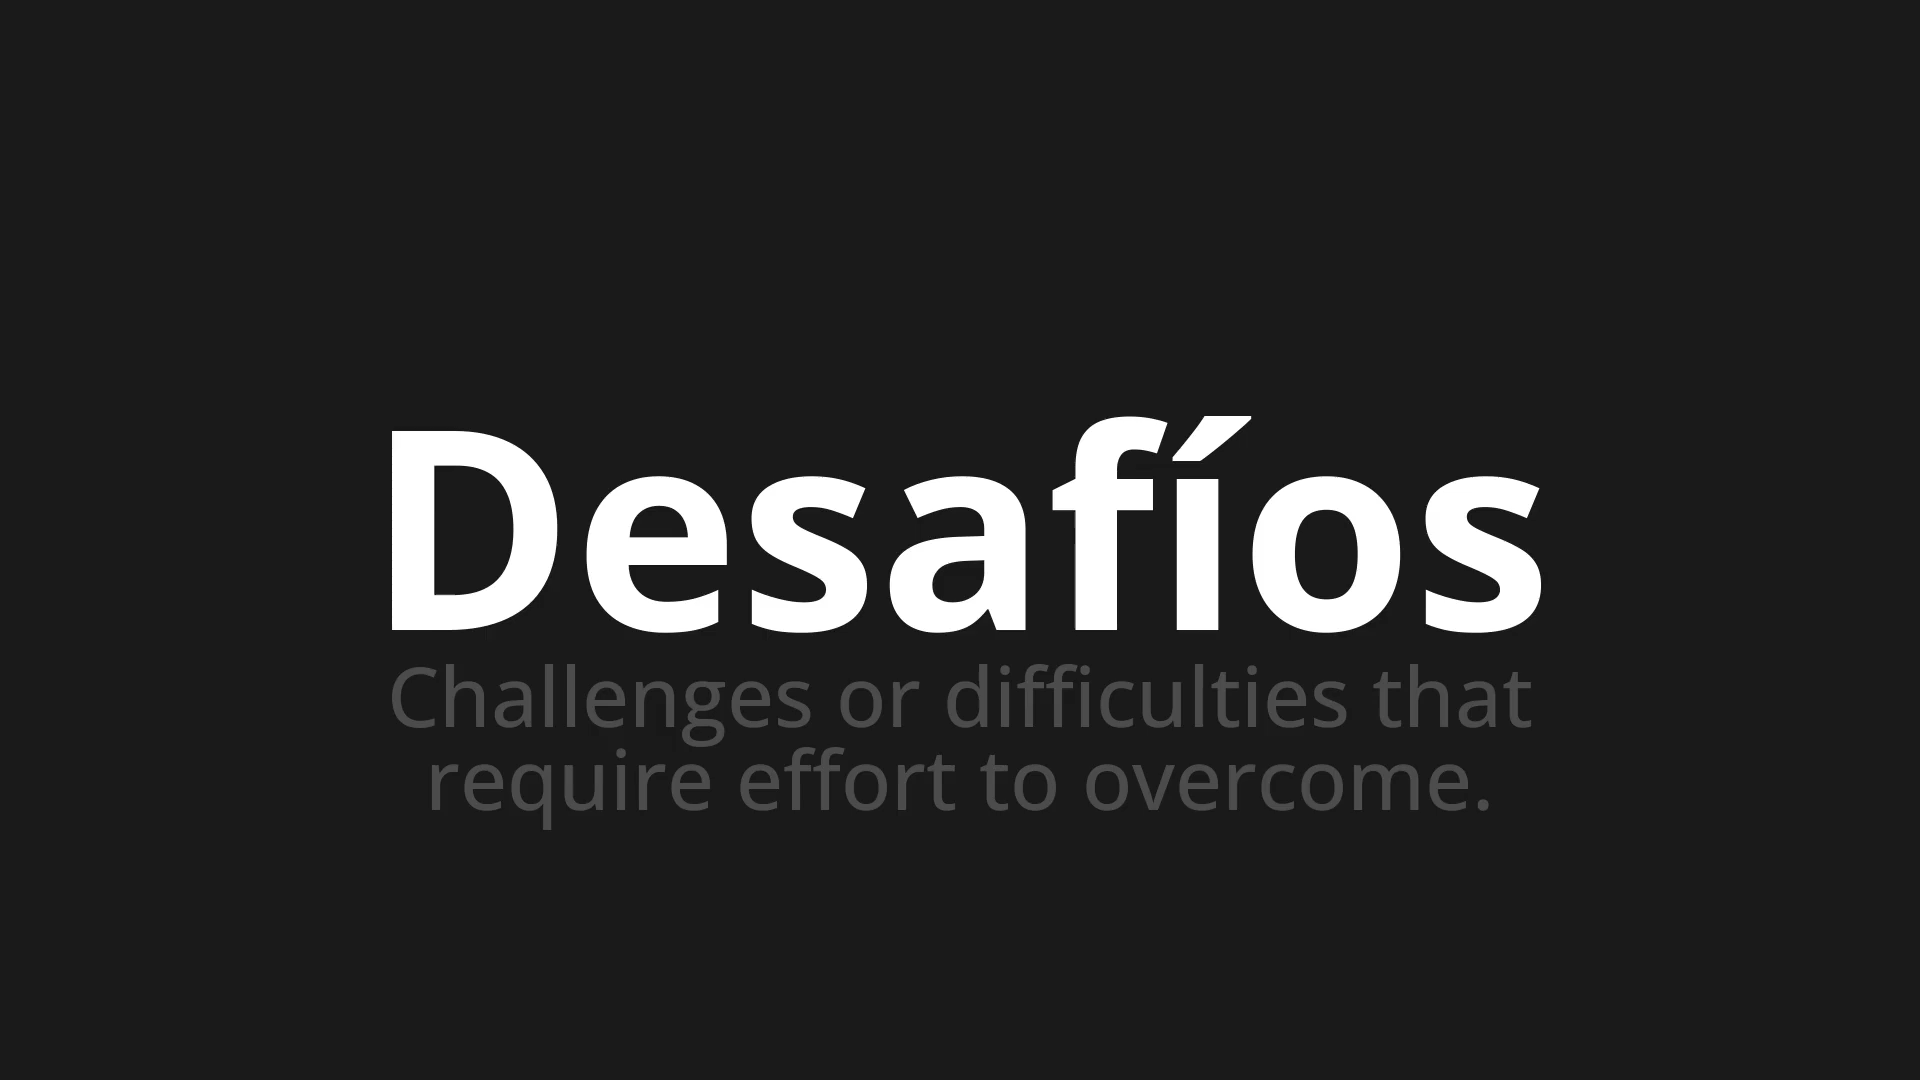 Desafíos
Challenges or difficulties that
require effort to overcome.